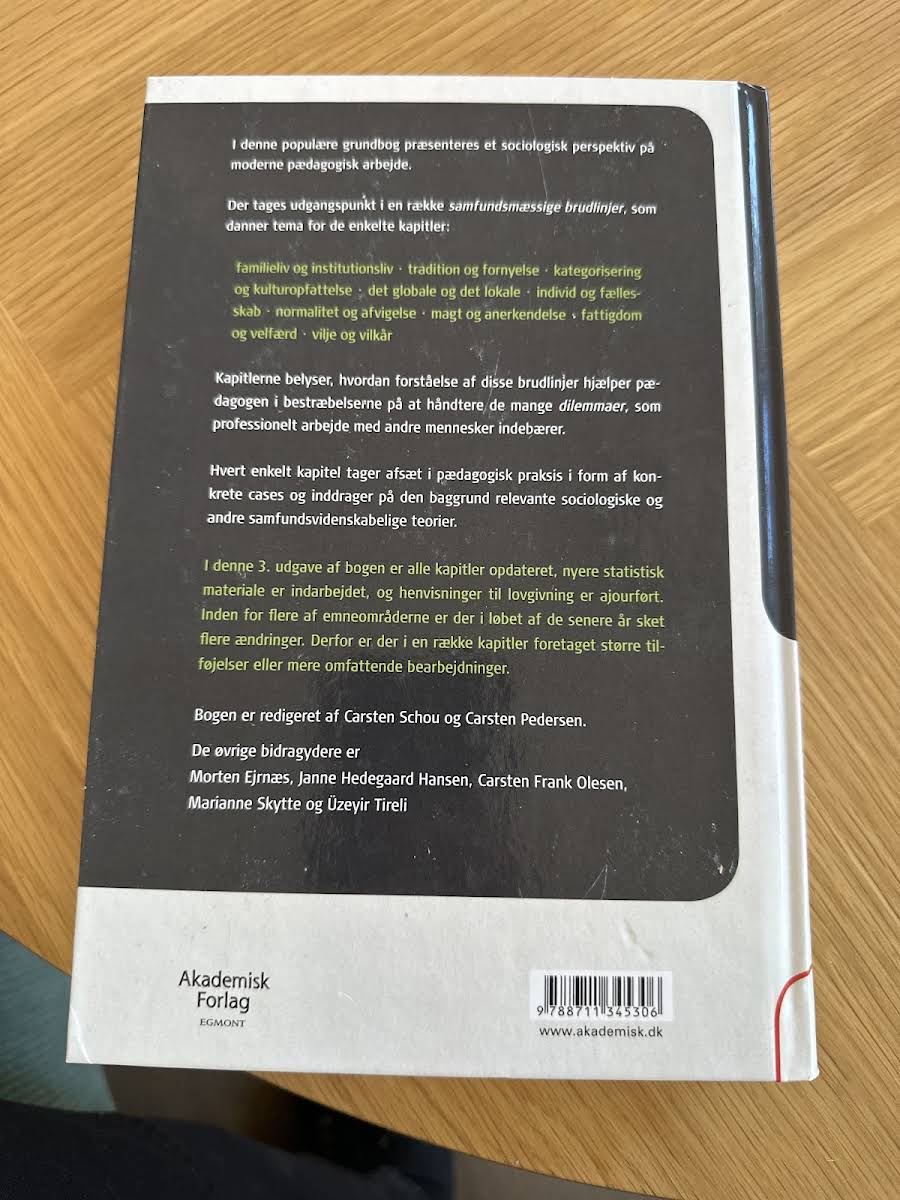 I denne populære grundbog præsenteres et sociologisk perspektiv på
moderne pædagogisk arbejde.
Der tages udgangspunkt i en række samfundsmæssige brudlinjer, som
danner tema for de enkelte kapitler:
familieliv og institutionsliv · tradition og fornyelse · kategorisering
og kulturopfattelse · det globale og det lokale · individ og fælles-
skab · normalitet og afvigelse · magt og anerkendelse · fattigdom
og velfærd · vilje og vilkår
Kapitlerne belyser, hvordan forståelse af disse brudlinjer hjælper pæ-
dagogen i bestræbelserne på at håndtere de mange dilemmaer, som
professionelt arbejde med andre mennesker indebærer.
Hvert enkelt kapitel tager afsæt i pædagogisk praksis i form af kon-
krete cases og inddrager på den baggrund relevante sociologiske og
andre samfundsvidenskabelige teorier.
I denne 3. udgave af bogen er alle kapitler opdateret, nyere statistisk
materiale er indarbejdet, og henvisninger til lovgivning er ajourført.
Inden for flere af emneområderne er der i løbet af de senere år sket
flere ændringer. Derfor er der i en række kapitler foretaget større til-
føjelser eller mere omfattende bearbejdninger.
Bogen er redigeret af Carsten Schou og Carsten Pedersen.
De øvrige bidragydere er
Morten Ejrnæs, Janne Hedegaard Hansen, Carsten Frank Olesen,
Marianne Skytte og Üzeyir Tireli
Akademisk
Forlag
EGMONT
9 788711 345306
www.akademisk.dk